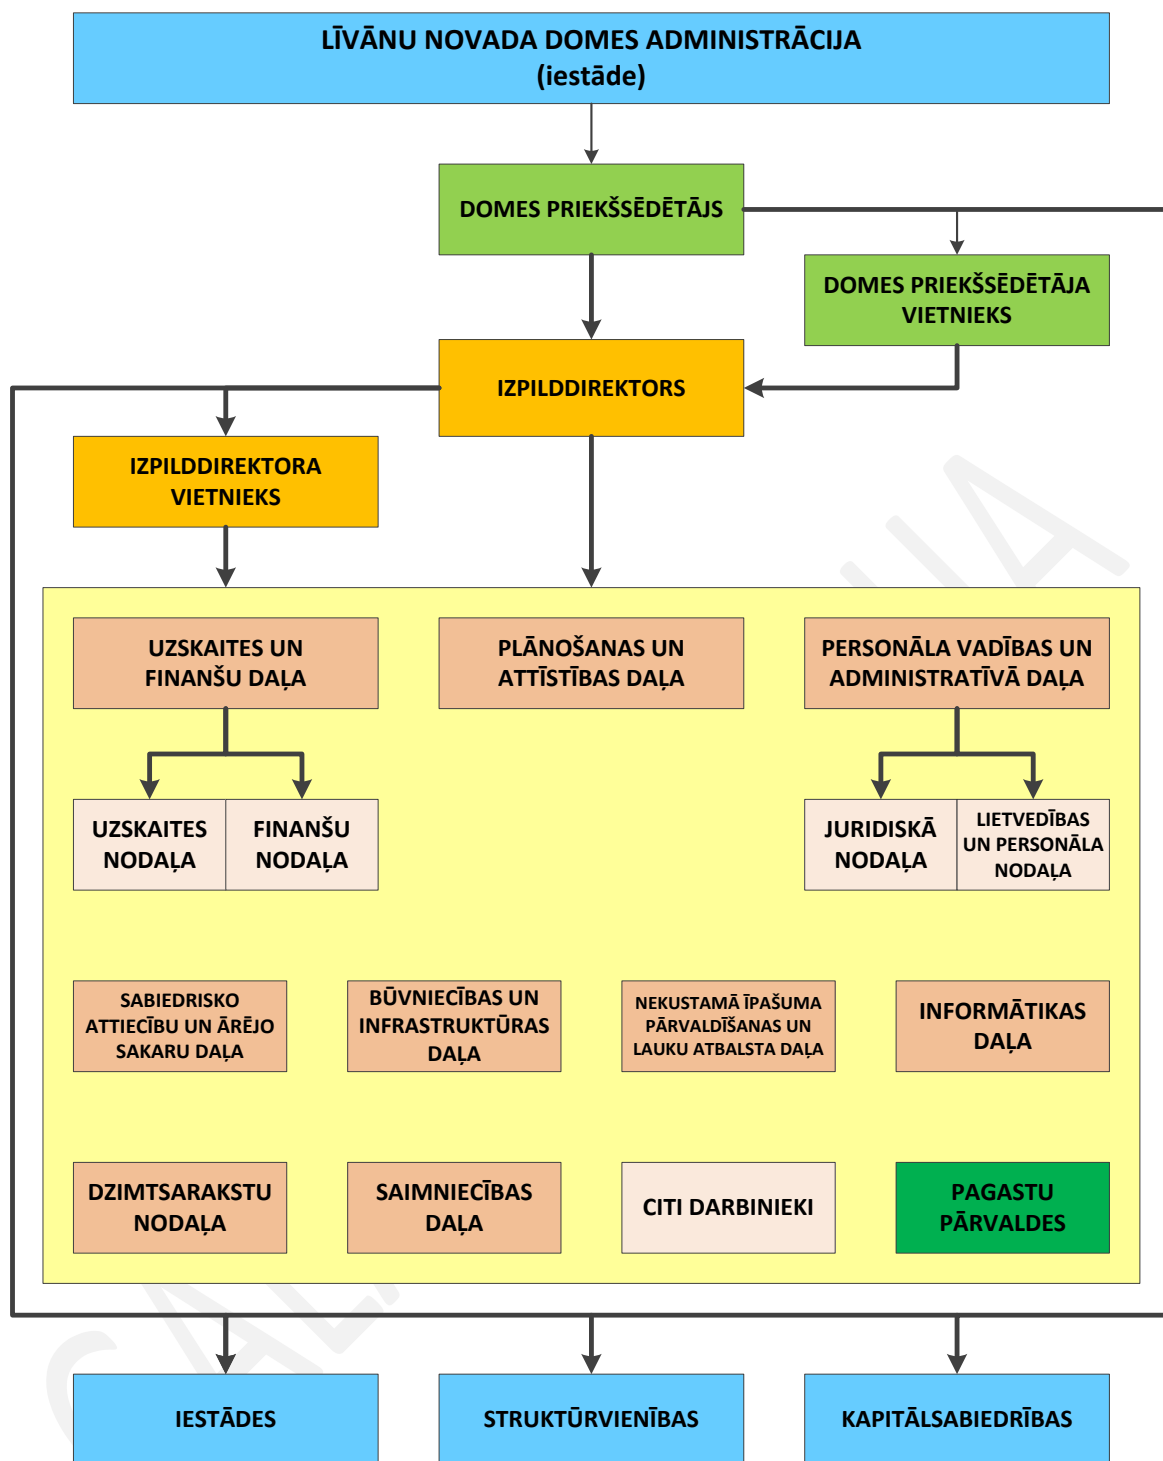 LĪVĀNU NOVADA DOMES ADMINISTRĀCIJA
(iestāde)
DOMES PRIEKŠSĒDĒTĀJS
DOMES PRIEKŠSĒDĒTĀJA
VIETNIEKS
IZPILDDIREKTORS
IZPILDDIREKTORA
VIETNIEKS
UZSKAITES UN
FINANŠU DAĻA
PLĀNOŠANAS UN
ATTĪSTĪBAS DAĻA
PERSONĀLA VADĪBAS UN
ADMINISTRATĪVĀ DAĻA
UZSKAITES
NODAĻA
FINANŠU
NODAĻA
JURIDISKĀ
NODAĻA
LIETVEDĪBAS
UN PERSONĀLA
NODAĻA
SABIEDRISKO
ATTIECĪBU UN ĀRĒJO
SAKARU DAĻA
BŪVNIECĪBAS UN
INFRASTRUKTŪRAS
DAĻA
NEKUSTAMĀ ĪPAŠUMA
PĀRVALDĪŠANAS UN
LAUKU ATBALSTA DAĻA
INFORMĀTIKAS
DAĻA
DZIMTSARAKSTU
NODAĻA
SAIMNIECĪBAS
DAĻA
CITI DARBINIEKI
PAGASTU
PĀRVALDES
IESTĀDES
STRUKTŪRVIENĪBAS
KAPITĀLSABIEDRĪBAS